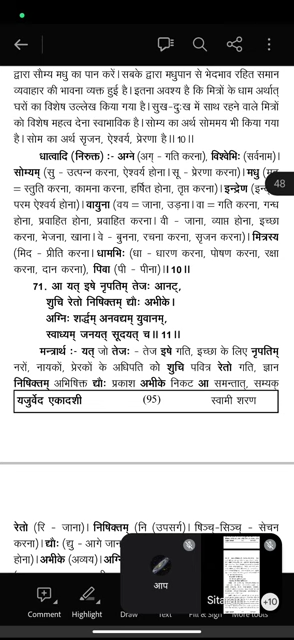 द्वारा सौम्य मधु का पान करें। सबके द्वारा मधुपान से भेदभाव रहित समान
व्यवहार की भावना व्यक्त हुई है। इतना अवश्य है कि मित्रों के धाम अर्थात्
घरों का विशेष उल्लेख किया गया है। सुख-दुःख में साथ रहने वाले मित्रों
को विशेष महत्व देना स्वाभाविक है। सोम्य का अर्थ सोममय भी किया गया
है। सोम का अर्थ सृजन, ऐश्वर्य, प्रेरणा है।।10।।
धात्वादि (निरुक्त) :- अग्ने (अग् - गति करना), विश्वेभिः (सर्वनाम)।
सोम्यम् (सु - उत्पन्न करना, ऐश्वर्य होना। सू - प्रेरणा करना)। मधु
48
= स्तुति करना, कामना करना, हर्षित होना, तृप्त करना)। इन्द्रेण
परम ऐश्वर्य होना)। वायुना (वय = जाना, उड़ना। वा = गति करना, गन्ध
होना, प्रवाहित होना, प्रवाहित करना। वी - जाना, व्याप्त होना, इच्छा
करना, भेजना, खाना। वे - बुनना, रचना करना, सृजन करना)। मित्रस्य
(मिद - प्रीति करना)। धामभिः (धा - धारण करना, पोषण करना, रक्षा
करना, दान करना), पिवा (पी - पीना)।।10।।
71. आ यत् इषे नृपतिम् तेजः आनट्,
शुचि रेतो निषिक्तम् द्यौः अभीके।
अग्निः शर्द्धम् अनवद्यम् युवानम्,
स्वाध्यम् जनयत् सूदयत् च।।11।।
मन्त्रार्थ :- यत् जो तेजः - तेज इषे गति, इच्छा के लिए नृपतिम्
नरों, नायकों, प्रेरकों के अधिपति को शुचि पवित्र रेतो गति, ज्ञान
निषिक्तम् अभिषिक्त द्यौः प्रकाश अभीके निकट आ समन्तात्, सम्यक्
यजुर्वेद एकादशी (95) स्वामी शरण
रेतो (रि - जाना)। निषिक्तम् (नि (उपसर्ग)। षिञ्च-सिञ्च - सेचन
करना)। द्यौः (द्यु - आगे
होना)। अभीके (अव्यय)।
आप
+10
Comment Highlight Draw Text Fill & Sign More tools